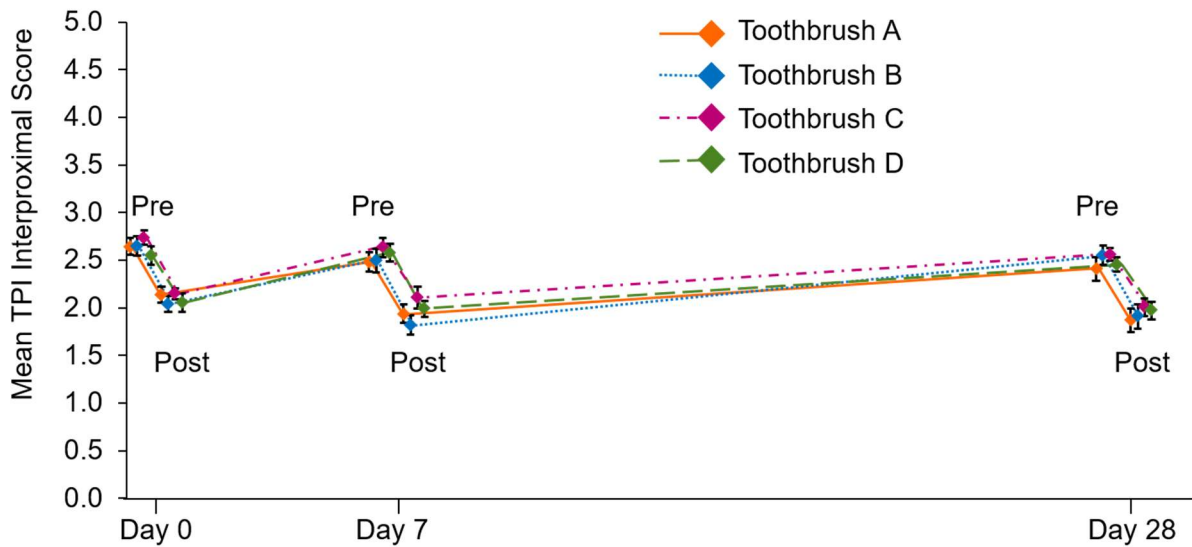 Mean TPI Interproximal Score
5.0
4.5
4.0
3.5
3.0
2.5
2.0
1.5
1.0
0.5
0.0
Toothbrush A
Toothbrush B
Toothbrush C
Toothbrush D
Pre
Pre
Pre
Post
Post
Post
Day 0
Day 7
Day 28